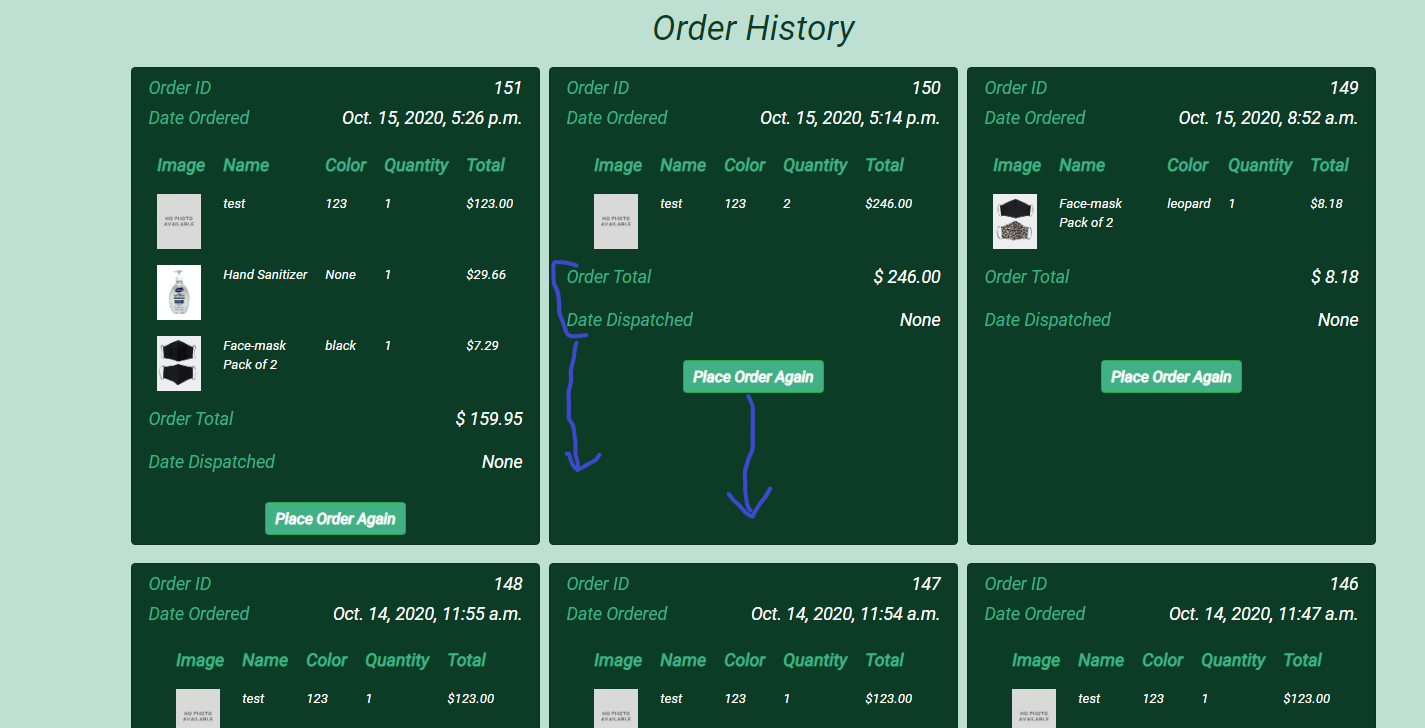 Order History
Order ID 151
Date Ordered Oct. 15, 2020, 5:26 p.m.
Image Name Color Quantity Total
NO PHOTO AVAILABLE test 123 1 $123.00
Hand Sanitizer None 1 $29.66
Face-mask Pack of 2 black 1 $7.29
Order Total $ 159.95
Date Dispatched None
Place Order Again
Order ID 150
Date Ordered Oct. 15, 2020, 5:14 p.m.
Image Name Color Quantity Total
NO PHOTO AVAILABLE test 123 2 $246.00
Order Total $ 246.00
Date Dispatched None
Place Order Again
Order ID 149
Date Ordered Oct. 15, 2020, 8:52 a.m.
Image Name Color Quantity Total
Face-mask leopard 1 $8.18
Pack of 2
Order Total $ 8.18
Date Dispatched None
Place Order Again
Order ID 148
Date Ordered Oct. 14, 2020, 11:55 a.m.
Image Name Color Quantity Total
NO PHOTO AVAILABLE test 123 1 $123.00
Order ID 147
Date Ordered Oct. 14, 2020, 11:54 a.m.
Image Name Color Quantity Total
NO PHOTO AVAILABLE test 123 1 $123.00
Order ID 146
Date Ordered Oct. 14, 2020, 11:47 a.m.
Image Name Color Quantity Total
NO PHOTO AVAILABLE test 123 1 $123.00